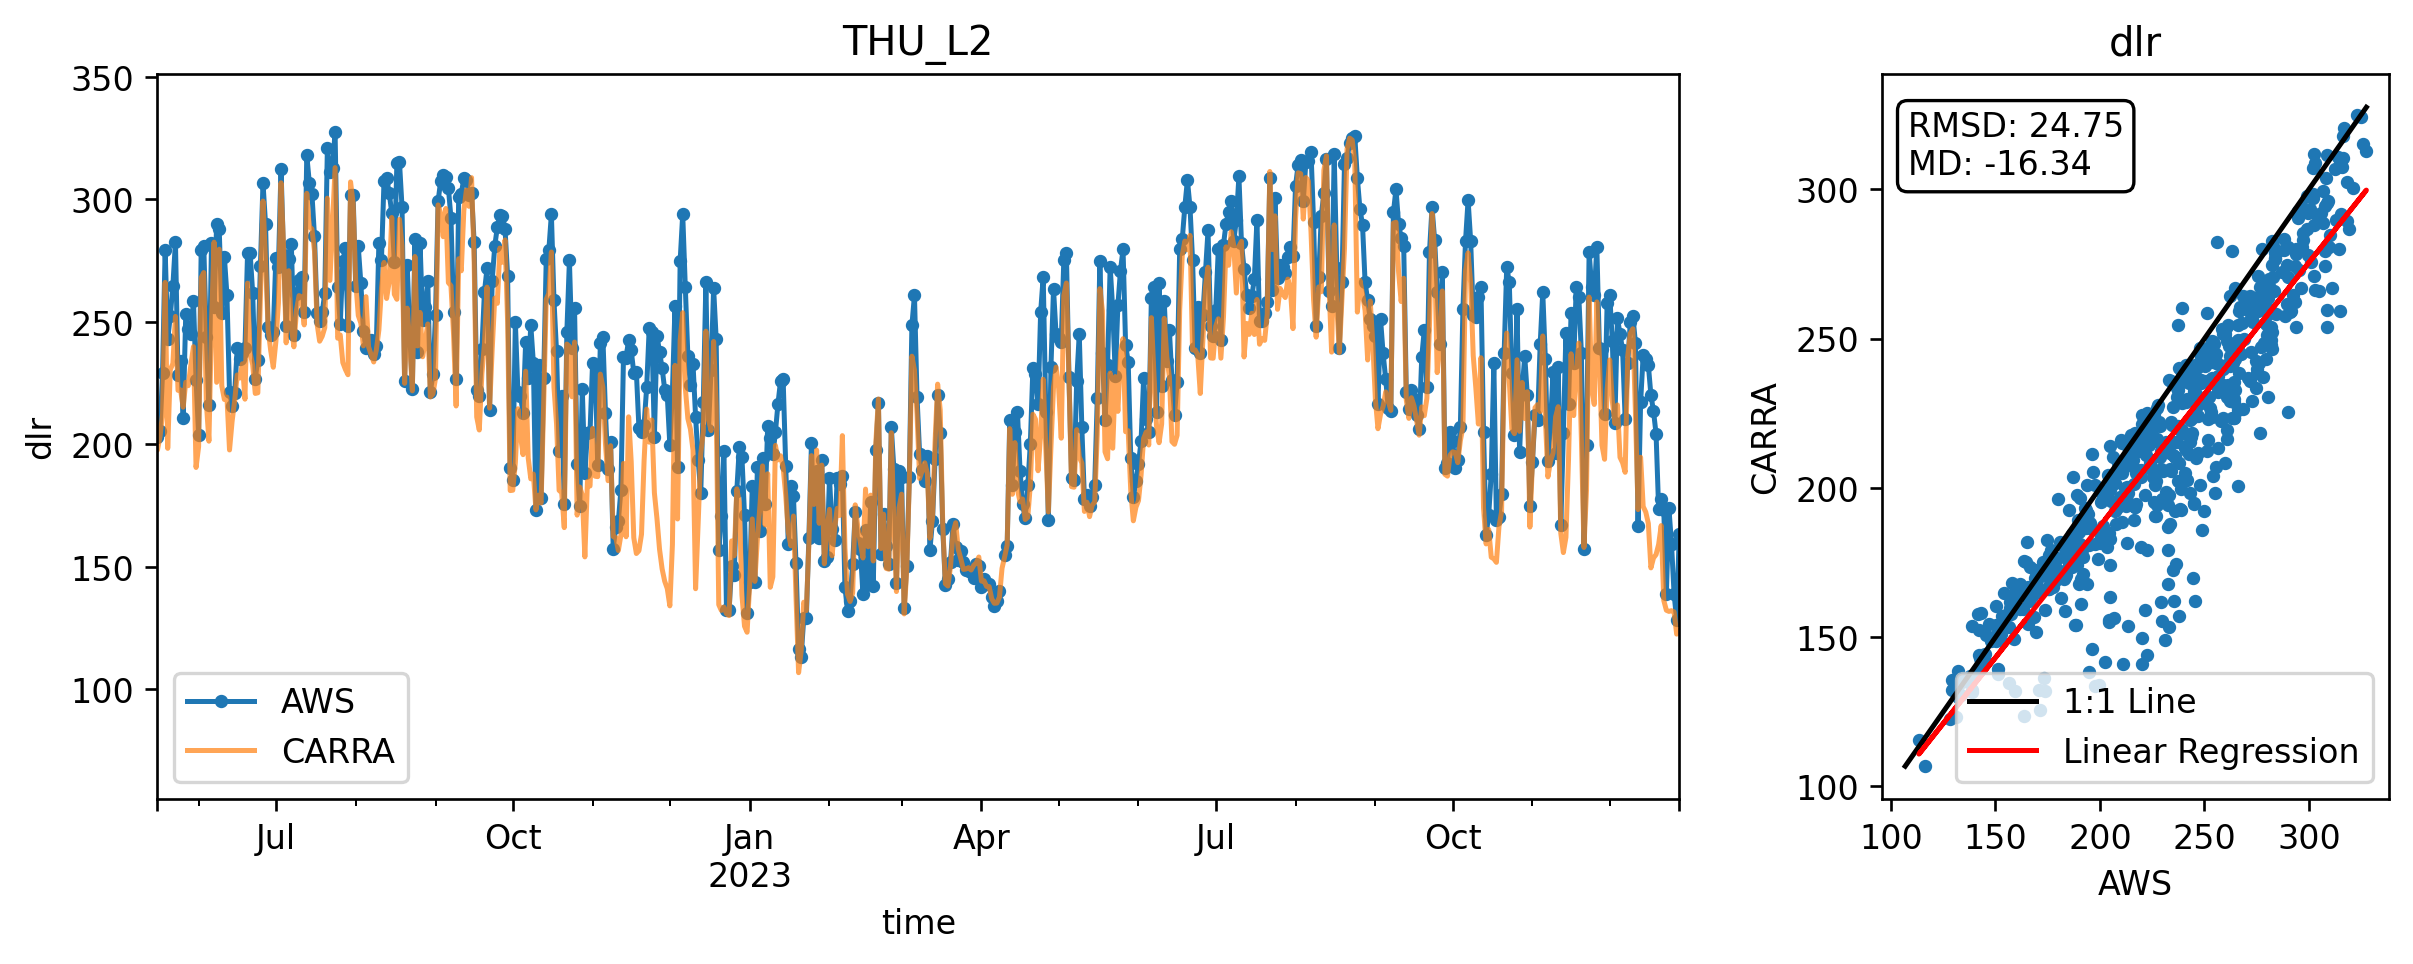 THU_L2
350
300
250
200
150
100
dlr
AWS
CARRA
Jul
Oct
Jan
2023
Apr
Jul
Oct
time
dlr
RMSD: 24.75
MD: -16.34
300
250
200
150
100
CARRA
1:1 Line
Linear Regression
100
150
200
250
300
AWS